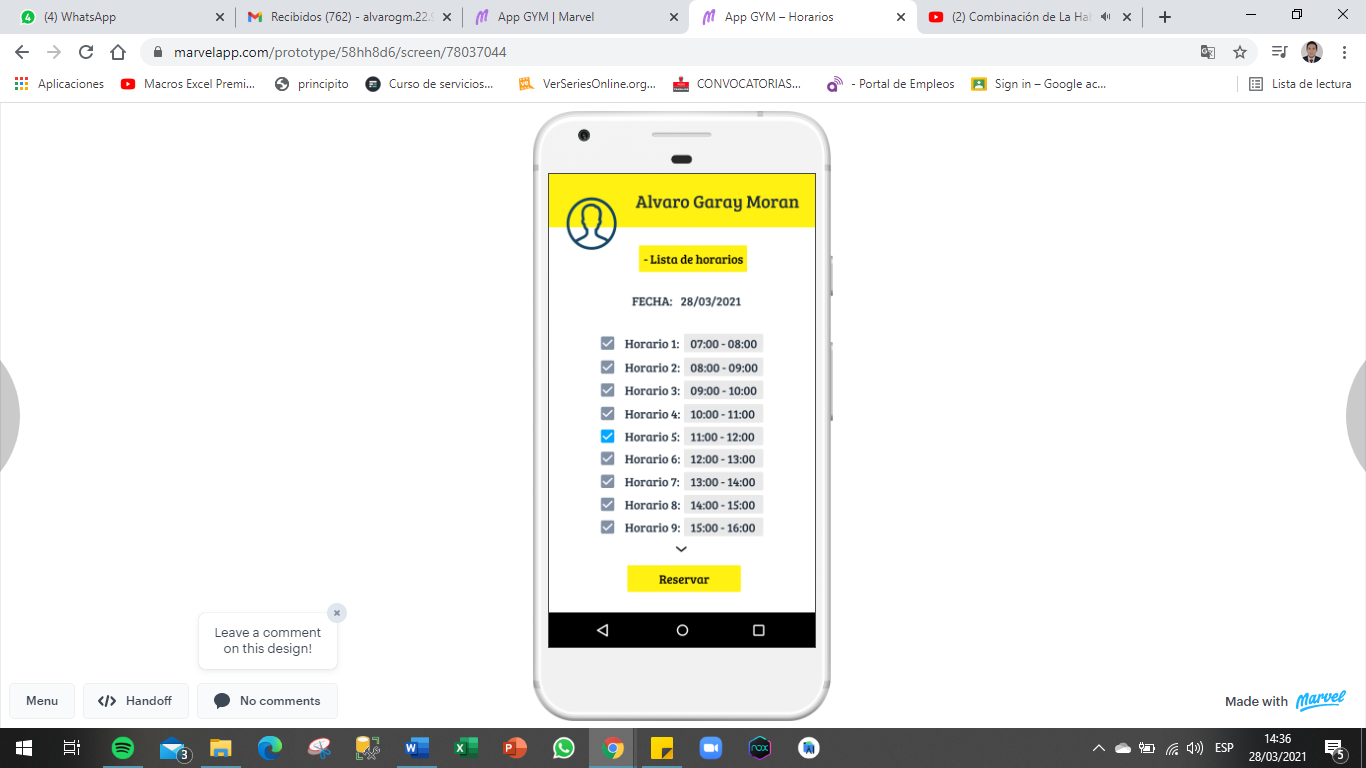 (4) WhatsApp
Recibidos (762) - alvarogm.22.9
App GYM | Marvel
App GYM – Horarios
(2) Combinación de La Hab
marvelapp.com/prototype/58hh8d6/screen/78037044
Aplicaciones
Macros Excel Premi...
principito
Curso de servicios...
VerSeriesOnline.org...
CONVOCATORIAS...
- Portal de Empleos
Sign in – Google ac...
Lista de lectura
Alvaro Garay Moran
- Lista de horarios
FECHA: 28/03/2021
Horario 1: 07:00 - 08:00
Horario 2: 08:00 - 09:00
Horario 3: 09:00 - 10:00
Horario 4: 10:00 - 11:00
Horario 5: 11:00 - 12:00
Horario 6: 12:00 - 13:00
Horario 7: 13:00 - 14:00
Horario 8: 14:00 - 15:00
Horario 9: 15:00 - 16:00
Reservar
Leave a comment
on this design!
Menu
Handoff
No comments
Made with Marvel
3
nox
ESP
14:36
28/03/2021
5